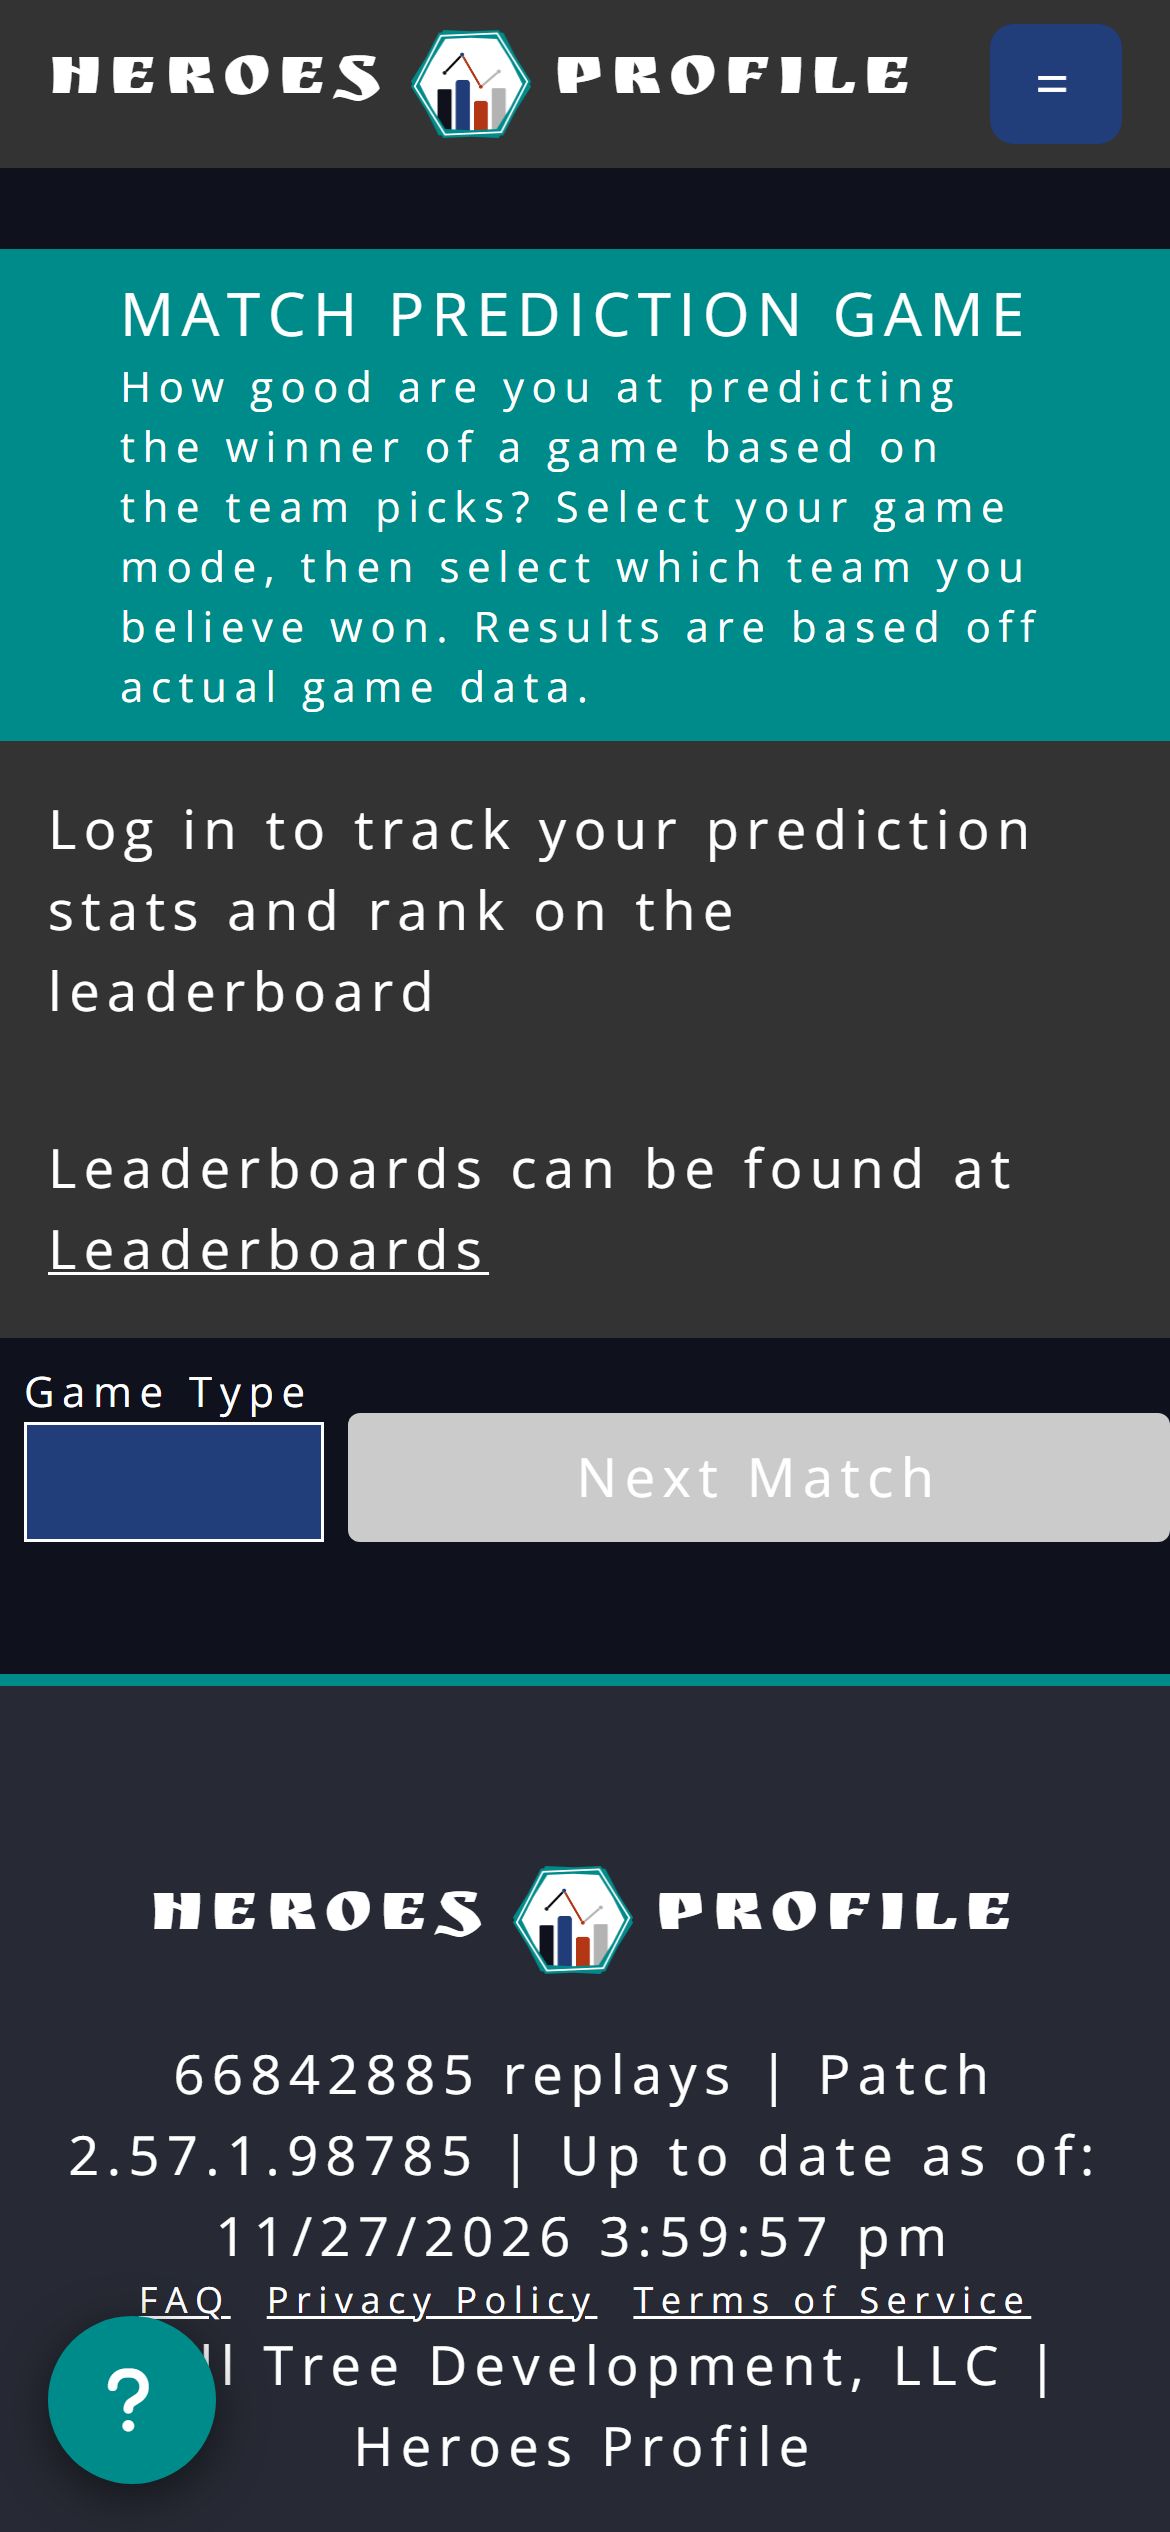 HEROES PROFILE
=
MATCH PREDICTION GAME
How good are you at predicting
the winner of a game based on
the team picks? Select your game
mode, then select which team you
believe won. Results are based off
actual game data.
Log in to track your prediction
stats and rank on the
leaderboard
Leaderboards can be found at
Leaderboards
Game Type
Next Match
HEROES PROFILE
66842885 replays | Patch
2.57.1.98785 | Up to date as of:
11/27/2026 3:59:57 pm
FAQ Privacy Policy Terms of Service
Tree Development, LLC |
Heroes Profile
?